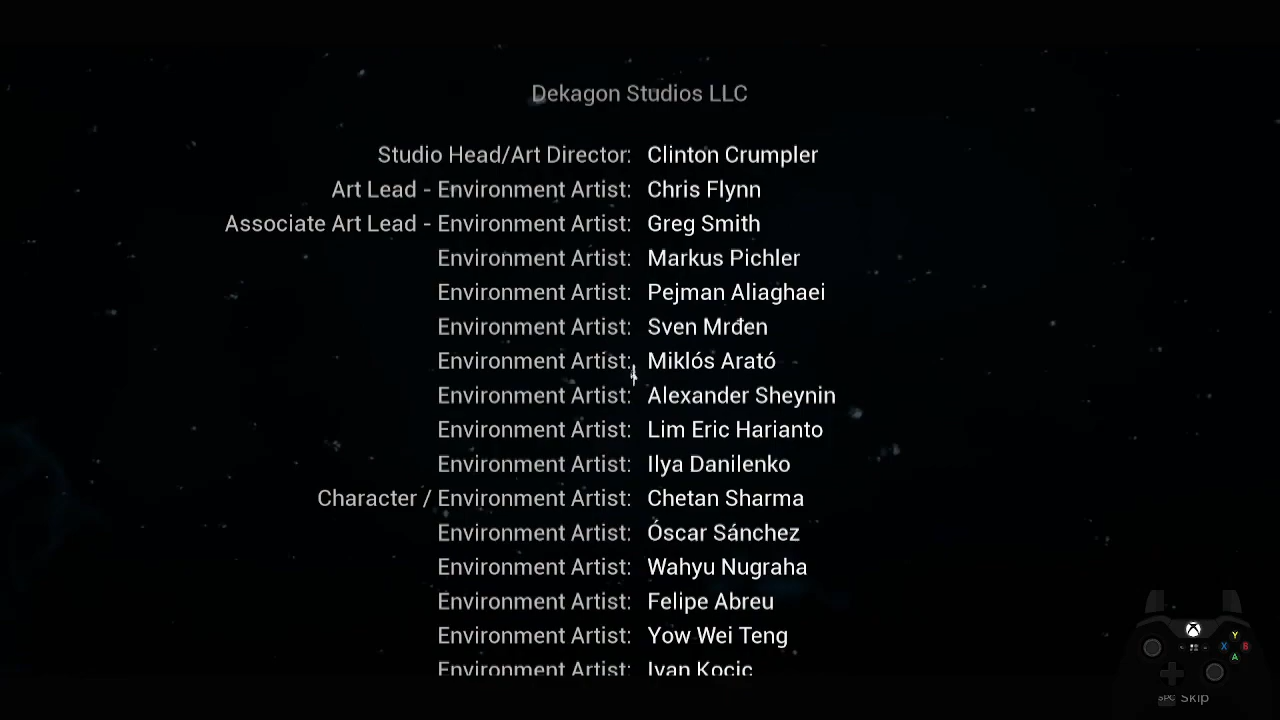 Dekagon Studios LLC
Studio Head/Art Director: Clinton Crumpler
Art Lead - Environment Artist: Chris Flynn
Associate Art Lead - Environment Artist: Greg Smith
Environment Artist: Markus Pichler
Environment Artist: Pejman Aliaghaei
Environment Artist: Sven Mrđen
Environment Artist: Miklós Arató
Environment Artist: Alexander Sheynin
Environment Artist: Lim Eric Harianto
Environment Artist: Ilya Danilenko
Character / Environment Artist: Chetan Sharma
Environment Artist: Óscar Sánchez
Environment Artist: Wahyu Nugraha
Environment Artist: Felipe Abreu
Environment Artist: Yow Wei Teng
Environment Artist: Ivan Kocic
Y
X B
A
SPC Skip